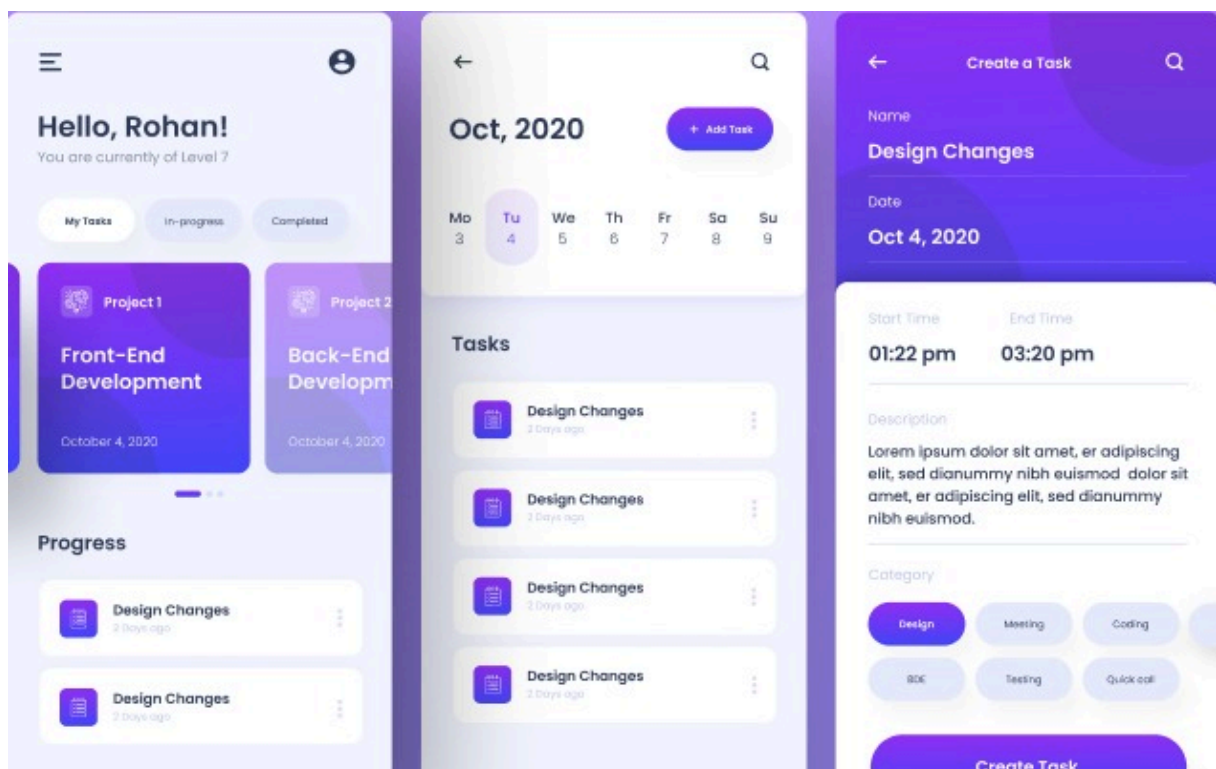 Hello, Rohan!
You are currently of Level 7
My Tasks
In-progress
Completed
Project 1
Front-End
Development
October 4, 2020
Project 2
Back-End
Developm
October 4, 2020
Progress
Design Changes
2 Days ago
Design Changes
2 Days ago
Oct, 2020
+ Add Task
Mo Tu We Th Fr Sa Su
3 4 5 6 7 8 9
Tasks
Design Changes
2 Days ago
Design Changes
2 Days ago
Design Changes
2 Days ago
Design Changes
2 Days ago
Create a Task
Name
Design Changes
Date
Oct 4, 2020
Start Time End Time
01:22 pm 03:20 pm
Description
Lorem ipsum dolor sit amet, er adipiscing
elit, sed dianummy nibh euismod dolor sit
amet, er adipiscing elit, sed dianummy
nibh euismod.
Category
Design Meeting Coding
BDE Testing Quick call
Create Task